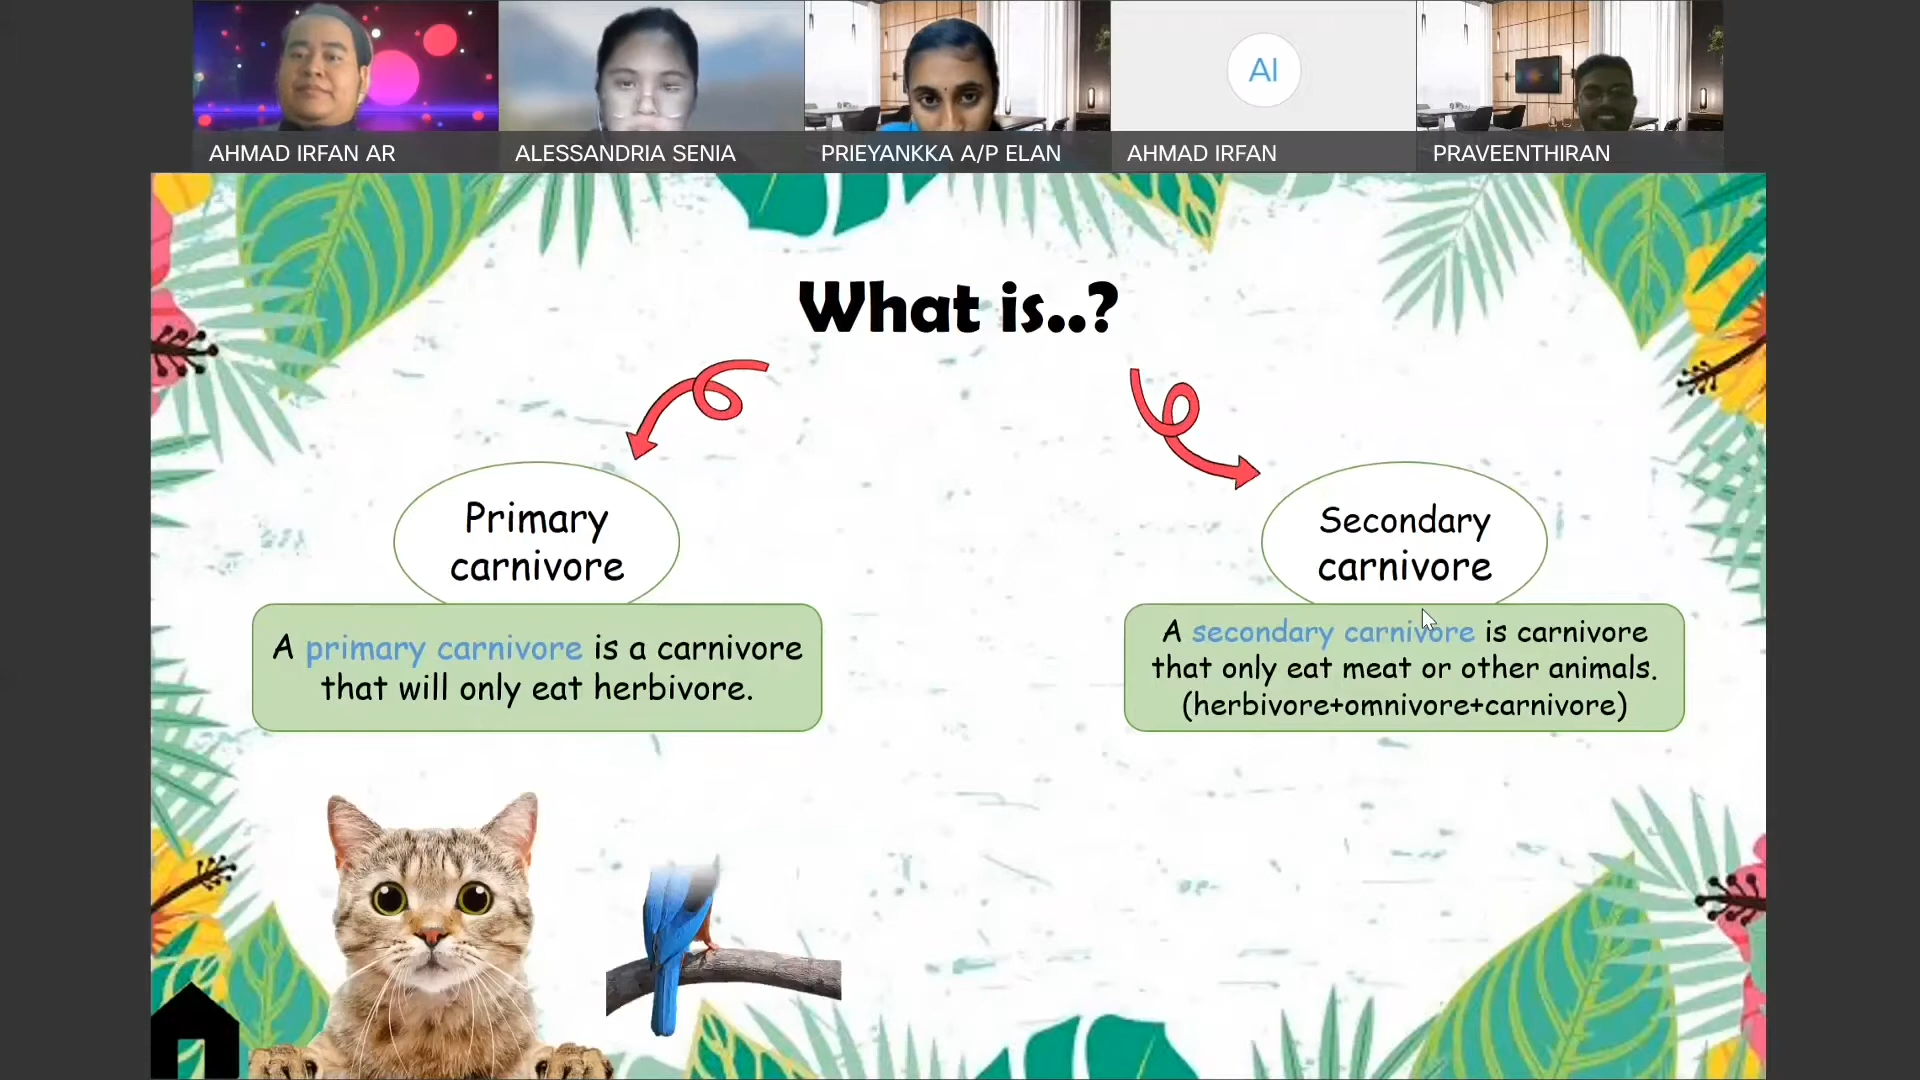 AHMAD IRFAN AR
ALESSANDRIA SENIA
PRIEYANKKA A/P ELAN
AI
AHMAD IRFAN
PRAVEENTHIRAN
What is..?
Primary
carnivore
A primary carnivore is a carnivore
that will only eat herbivore.
Secondary
carnivore
A secondary carnivore is carnivore
that only eat meat or other animals.
(herbivore+omnivore+carnivore)